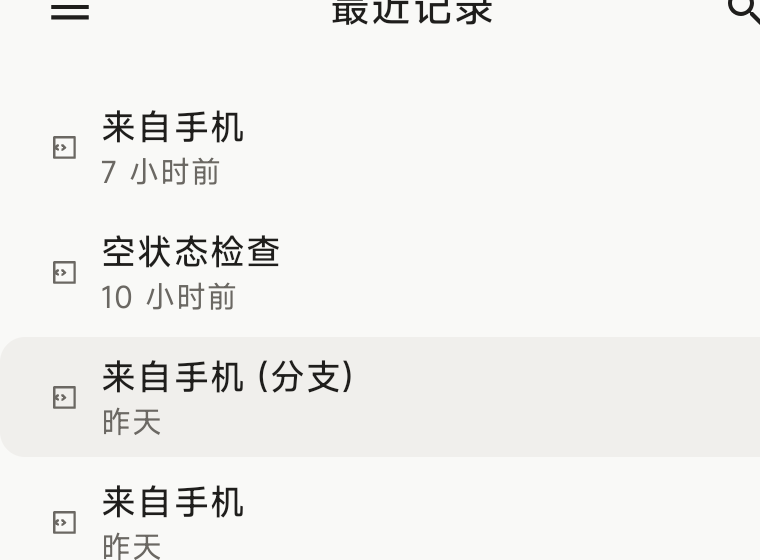 最近记录
来自手机
7 小时前
空状态检查
10 小时前
来自手机 (分支)
昨天
来自手机
昨天